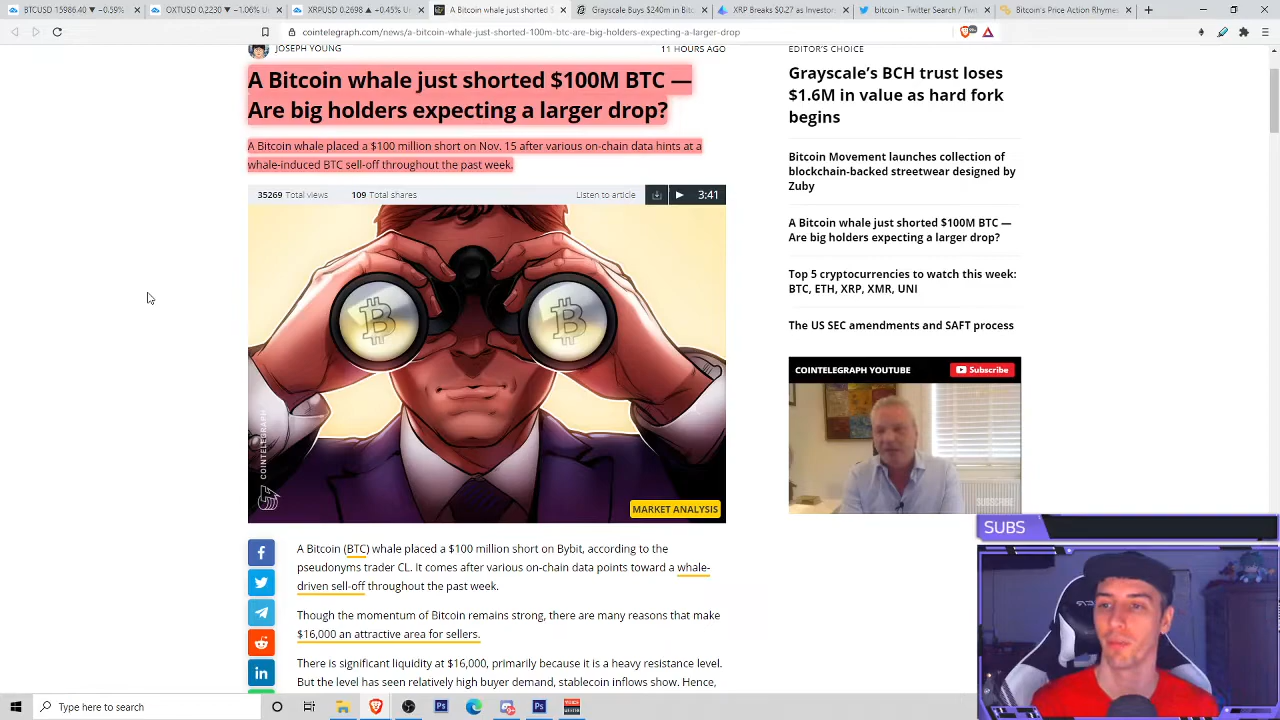 BTCUSD 15986.40 ▼ −0.95%
OXTUSD 0.2230 ▼ −1.06% U
XRPUSD 0.2698 ▲ +0.45% U
A Bitcoin whale just shorted $
Grayscale Buys $240m in Bitc
XRP Breaks $0.27 as Investor
Twitter Search / Twi
Bitcoin's Price Action Rhymes
cointelegraph.com/news/a-bitcoin-whale-just-shorted-100m-btc-are-big-holders-expecting-a-larger-drop
JOSEPH YOUNG
11 HOURS AGO
A Bitcoin whale just shorted $100M BTC —
Are big holders expecting a larger drop?
A Bitcoin whale placed a $100 million short on Nov. 15 after various on-chain data hints at a
whale-induced BTC sell-off throughout the past week.
35269 Total views
109 Total shares
Listen to article
3:41
COINTELEGRAPH
MARKET ANALYSIS
A Bitcoin (BTC) whale placed a $100 million short on Bybit, according to the
pseudonymous trader CL. It comes after various on-chain data points toward a whale-
driven sell-off throughout the past week.
Though the momentum of Bitcoin remains strong, there are many reasons that make
$16,000 an attractive area for sellers.
There is significant liquidity at $16,000, primarily because it is a heavy resistance level.
But the level has seen relatively high buyer demand, stablecoin inflows show. Hence,
EDITOR'S CHOICE
Grayscale's BCH trust loses
$1.6M in value as hard fork
begins
Bitcoin Movement launches collection of
blockchain-backed streetwear designed by
Zuby
A Bitcoin whale just shorted $100M BTC —
Are big holders expecting a larger drop?
Top 5 cryptocurrencies to watch this week:
BTC, ETH, XRP, XMR, UNI
The US SEC amendments and SAFT process
COINTELEGRAPH YOUTUBE
Subscribe
SUBSCRIBE
SUBS
Type here to search